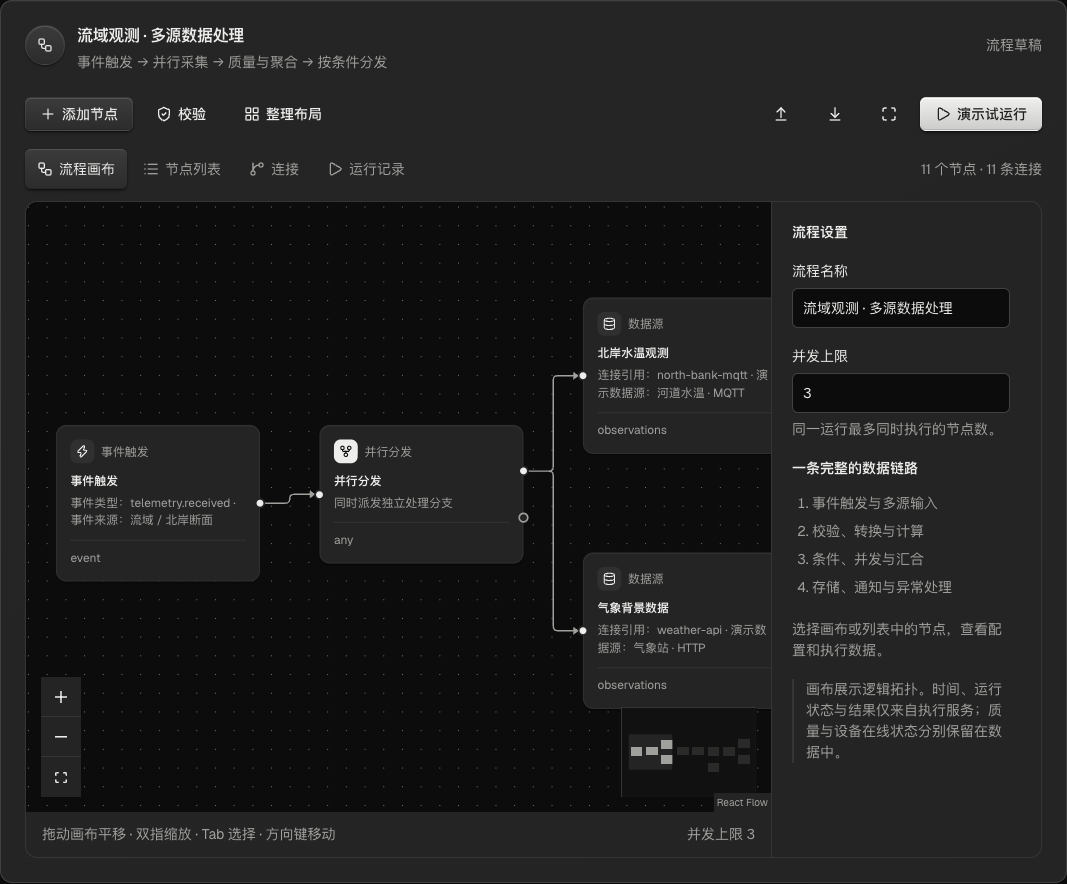 流域观测 · 多源数据处理
事件触发 → 并行采集 → 质量与聚合 → 按条件分发
流程草稿
添加节点
校验
整理布局
演示试运行
流程画布
节点列表
连接
运行记录
11 个节点 · 11 条连接
事件触发
事件触发
事件类型： telemetry.received ·
事件来源： 流域 / 北岸断面
event
并行分发
并行分发
同时派发独立处理分支
any
数据源
北岸水温观测
连接引用： north-bank-mqtt · 演
示数据源： 河道水温 · MQTT
observations
数据源
气象背景数据
连接引用： weather-api · 演示数
据源： 气象站 · HTTP
observations
React Flow
拖动画布平移 · 双指缩放 · Tab 选择 · 方向键移动
并发上限 3
流程设置
流程名称
流域观测 · 多源数据处理
并发上限
3
同一运行最多同时执行的节点数。
一条完整的数据链路
1. 事件触发与多源输入
2. 校验、转换与计算
3. 条件、并发与汇合
4. 存储、通知与异常处理
选择画布或列表中的节点，查看配
置和执行数据。
画布展示逻辑拓扑。时间、运行
状态与结果仅来自执行服务；质
量与设备在线状态分别保留在数
据中。